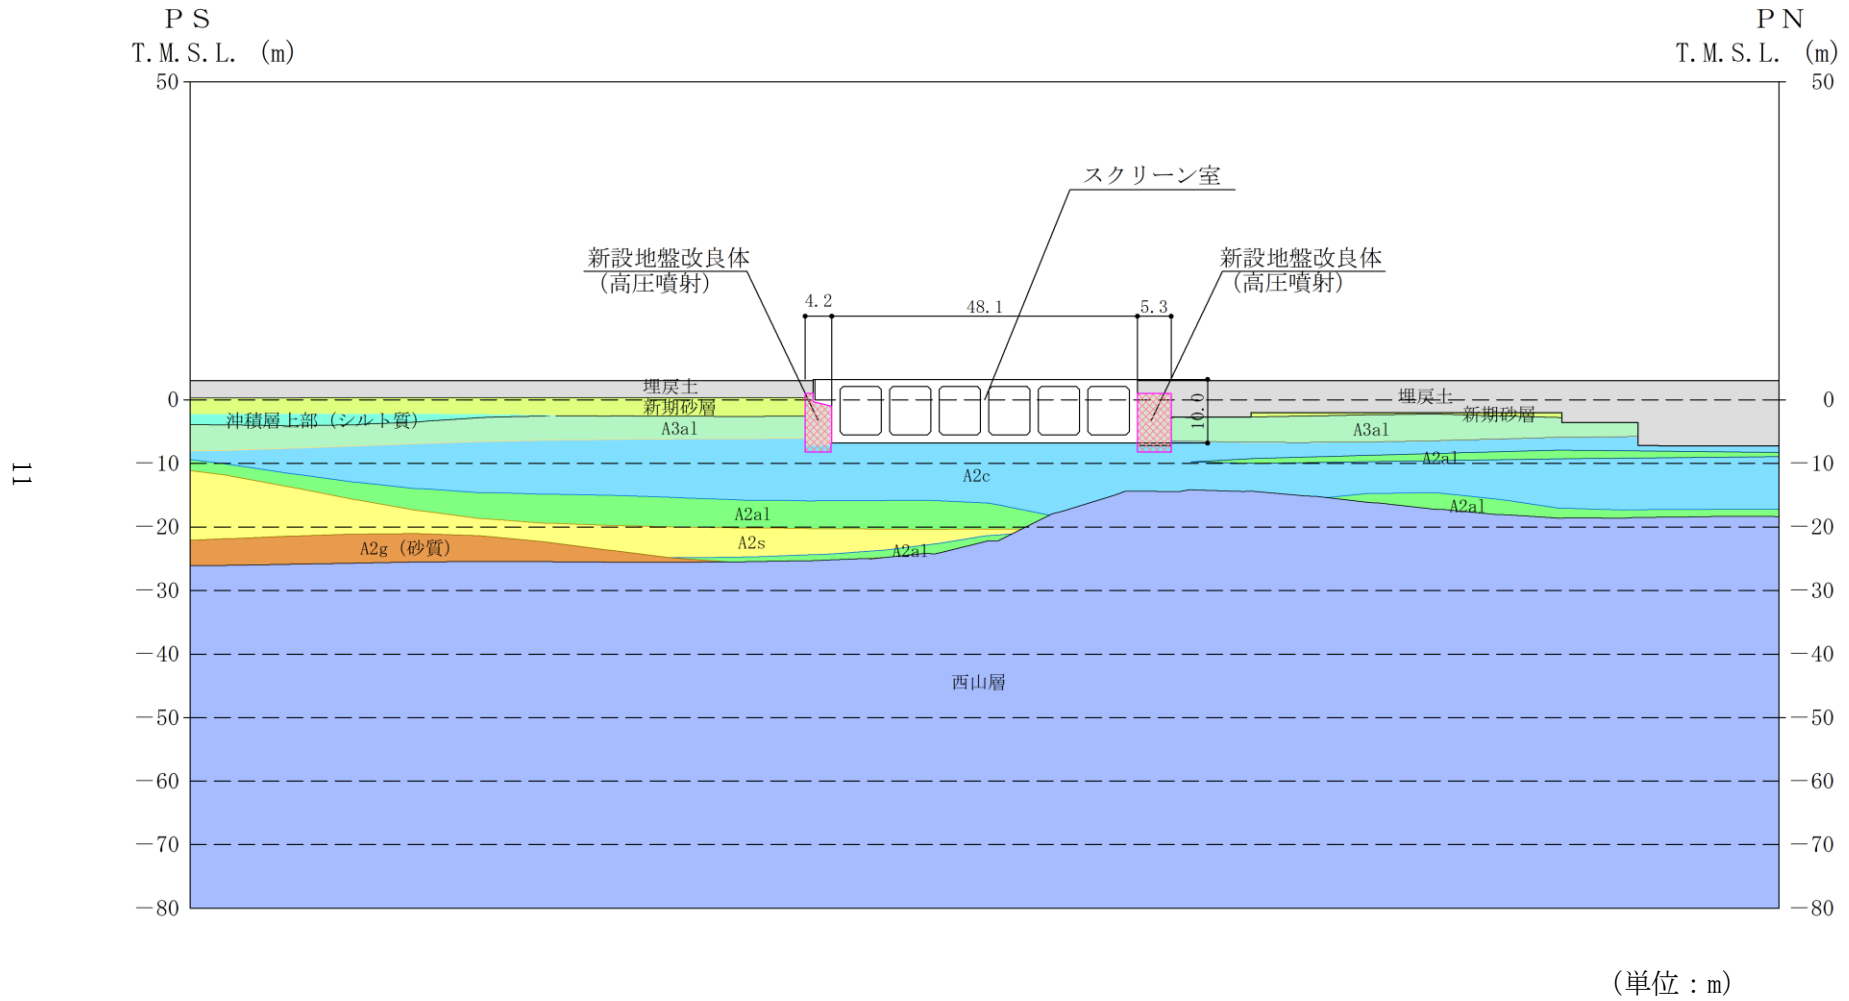 PS
PN
T.M.S.L. (m)
T.M.S.L. (m)
50
50
スクリーン室
新設地盤改良体
(高圧噴射)
新設地盤改良体
(高圧噴射)
4.2
48.1
5.3
埋戻土
0
埋戻土
10.0
0
新期砂層
新期砂層
沖積層上部（シルト質）
A3al
A3al
−10
A2c
A2al
−10
11
A2al
A2al
−20
−20
A2s
A2g（砂質）
A2al
−30
−30
−40
−40
西山層
−50
−50
−60
−60
−70
−70
−80
−80
(単位：m)